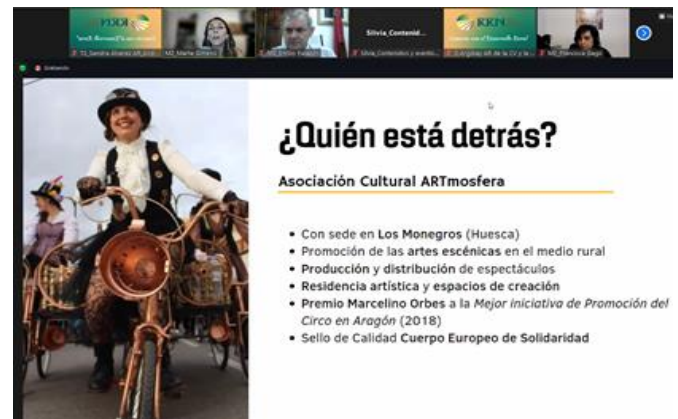 Silvia_Contenid...
Grabando
¿Quién está detrás?
Asociación Cultural ARTmosfera
• Con sede en Los Monegros (Huesca)
• Promoción de las artes escénicas en el medio rural
• Producción y distribución de espectáculos
• Residencia artística y espacios de creación
• Premio Marcelino Orbes a la Mejor iniciativa de Promoción del
Circo en Aragón (2018)
• Sello de Calidad Cuerpo Europeo de Solidaridad